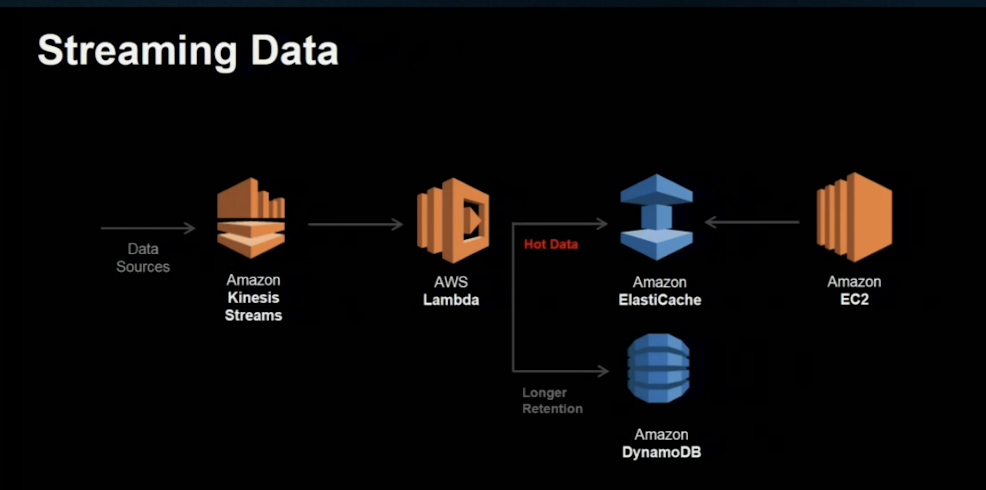 Streaming Data
Data
Sources
Amazon
Kinesis
Streams
AWS
Lambda
Hot Data
Longer
Retention
Amazon
ElastiCache
Amazon
DynamoDB
Amazon
EC2